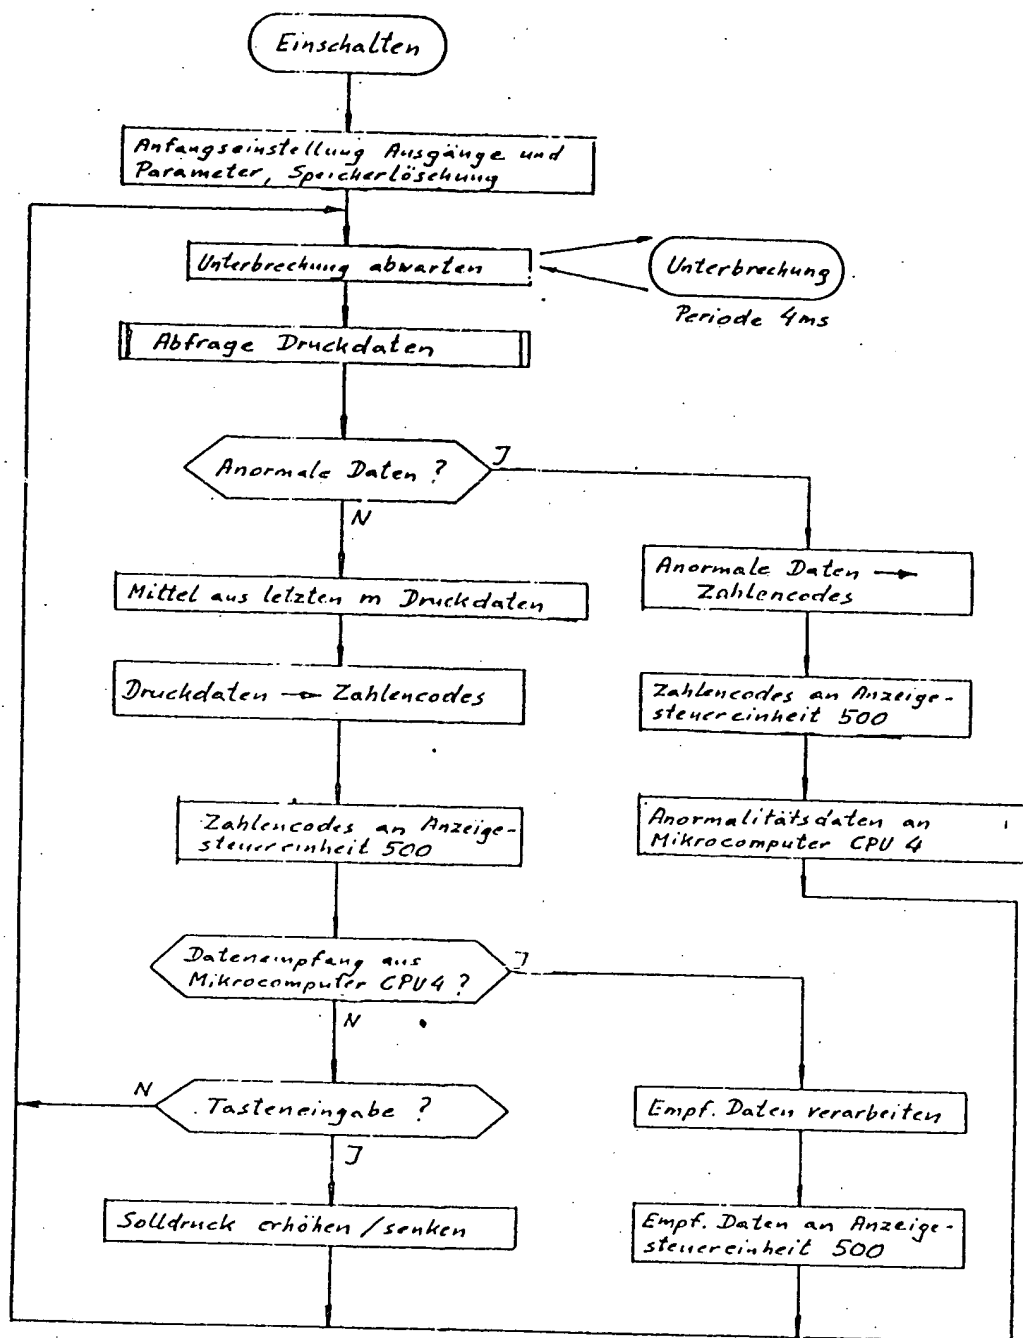 Einschalten
Anfangseinstellung Ausgänge und
Parameter, Speicherlöschung
Unterbrechung abwarten
Unterbrechung
Periode 4ms
Abfrage Druckdaten
Anormale Daten ?
J
N
Mittel aus letzten m Druckdaten
Druckdaten → Zahlencodes
Zahlencodes an Anzeige-
steuereinheit 500
Anormale Daten →
Zahlencodes
Zahlencodes an Anzeige-
steuereinheit 500
Anormalitätsdaten an
Mikrocomputer CPU 4
Datenempfang aus
Mikrocomputer CPU4 ?
J
N
Tasteneingabe ?
N
J
Solldruck erhöhen/senken
Empf. Daten verarbeiten
Empf. Daten an Anzeige-
steuereinheit 500